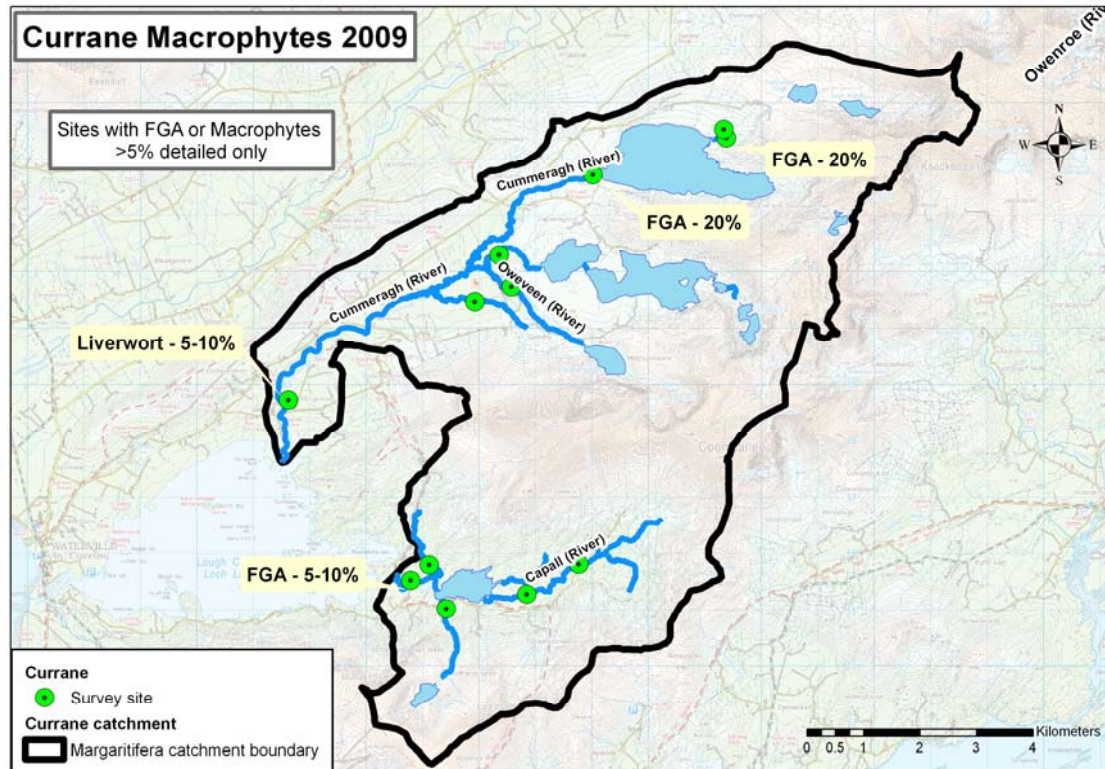 Currane Macrophytes 2009
Sites with FGA or Macrophytes
>5% detailed only
Owenroe (Riv
N
W E
S
Cummeragh (River)
FGA - 20%
FGA - 20%
Oweveen (River)
Cummeragh (River)
Liverwort - 5-10%
WATERVILLE
Capall (River)
FGA - 5-10%
Currane
Survey site
Currane catchment
Margaritifera catchment boundary
Kilometers
0 0.5 1 2 3 4